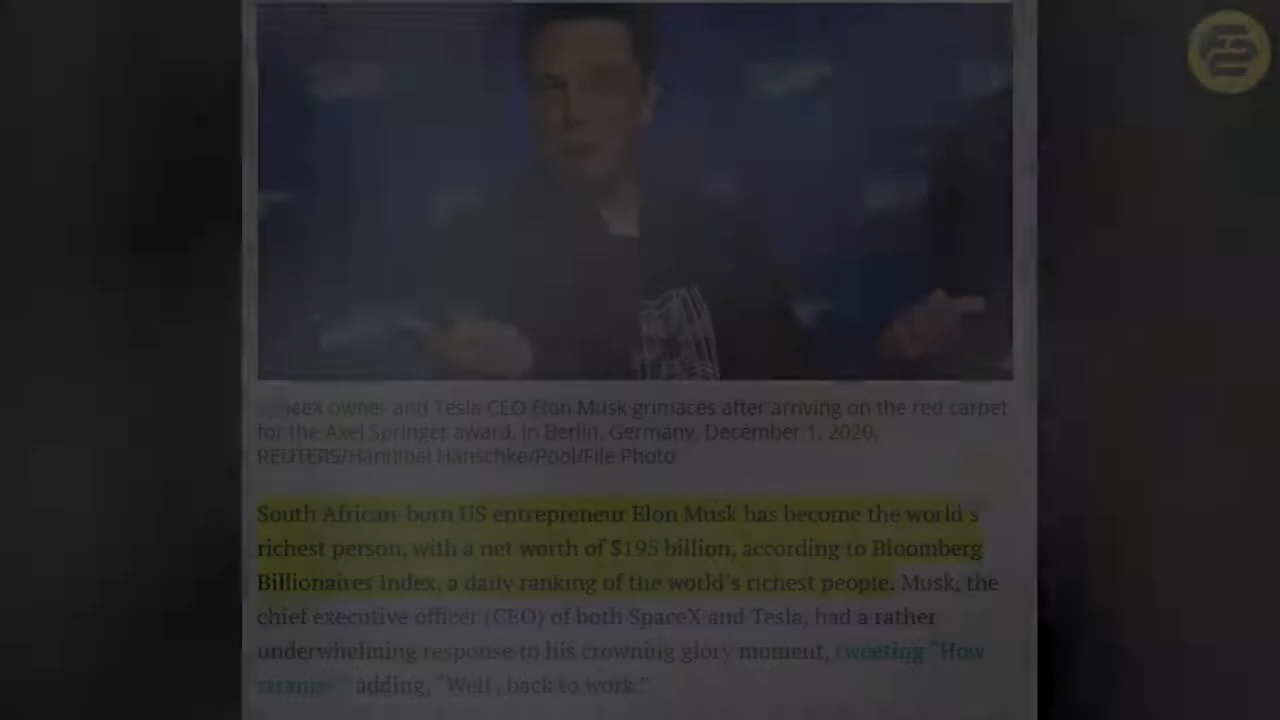 SpaceX owner and Tesla CEO Elon Musk grimaces after arriving on the red carpet
for the Axel Springer award, in Berlin, Germany, December 1, 2020.
REUTERS/Hannibal Hanschke/Pool/File Photo
South African-born US entrepreneur Elon Musk has become the world's
richest person, with a net worth of $195 billion, according to Bloomberg
Billionaires Index, a daily ranking of the world's richest people. Musk, the
chief executive officer (CEO) of both SpaceX and Tesla, had a rather
underwhelming response to his crowning glory moment, tweeting "How
strange" adding, "Well , back to work."